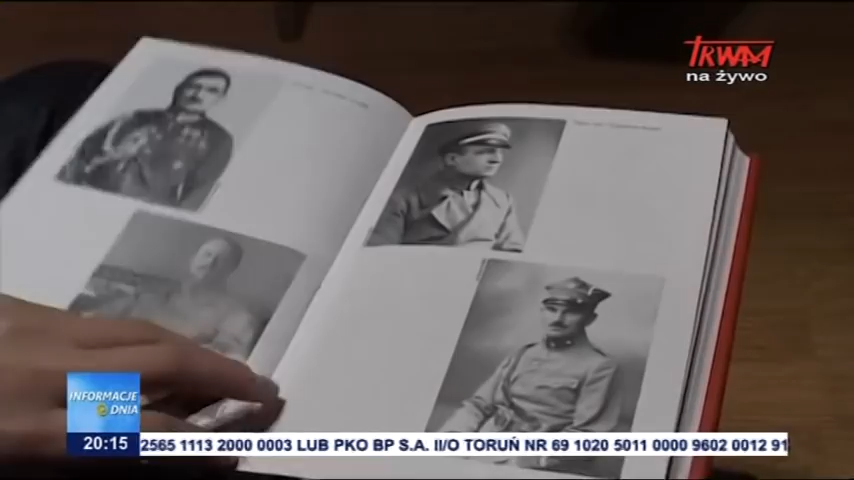 TRWAM
na żywo
INFORMACJE
DNIA
20:15
2565 1113 2000 0003 LUB PKO BP S.A. II/O TORUŃ NR 69 1020 5011 0000 9602 0012 91